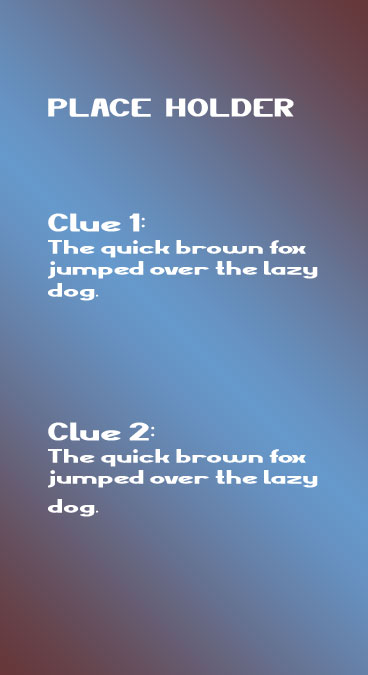 PLACE HOLDER
Clue 1:
The quick brown fox
jumped over the lazy
dog.
Clue 2:
The quick brown fox
jumped over the lazy
dog.